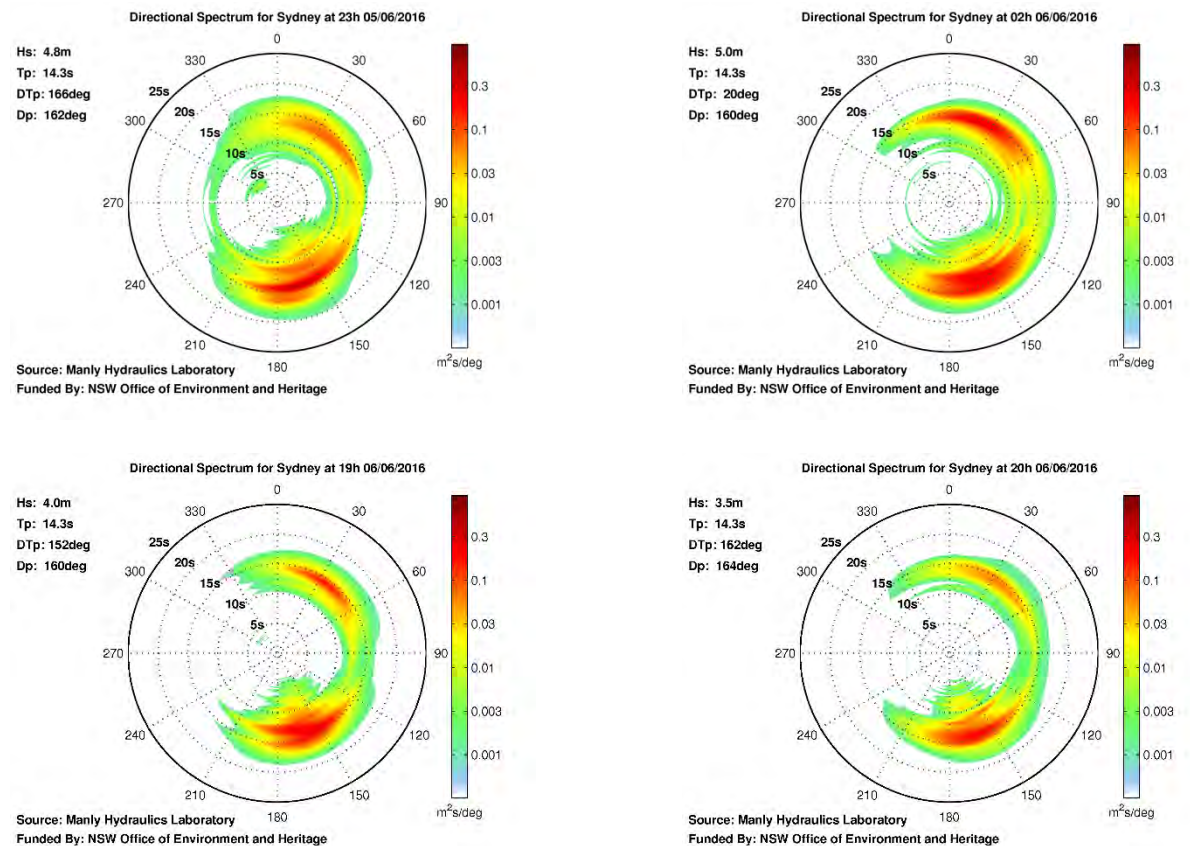 Directional Spectrum for Sydney at 23h 05/06/2016
Hs: 4.8m
Tp: 14.3s
DTp: 166deg
Dp: 162deg
0
30
60
90
120
150
180
210
240
270
300
330
25s
20s
15s
10s
5s
0.3
0.1
0.03
0.01
0.003
0.001
m²s/deg
Source: Manly Hydraulics Laboratory
Funded By: NSW Office of Environment and Heritage
Directional Spectrum for Sydney at 02h 06/06/2016
Hs: 5.0m
Tp: 14.3s
DTp: 20deg
Dp: 160deg
0
30
60
90
120
150
180
210
240
270
300
330
25s
20s
15s
10s
5s
0.3
0.1
0.03
0.01
0.003
0.001
m²s/deg
Source: Manly Hydraulics Laboratory
Funded By: NSW Office of Environment and Heritage
Directional Spectrum for Sydney at 19h 06/06/2016
Hs: 4.0m
Tp: 14.3s
DTp: 152deg
Dp: 160deg
0
30
60
90
120
150
180
210
240
270
300
330
25s
20s
15s
10s
5s
0.3
0.1
0.03
0.01
0.003
0.001
m²s/deg
Source: Manly Hydraulics Laboratory
Funded By: NSW Office of Environment and Heritage
Directional Spectrum for Sydney at 20h 06/06/2016
Hs: 3.5m
Tp: 14.3s
DTp: 162deg
Dp: 164deg
0
30
60
90
120
150
180
210
240
270
300
330
25s
20s
15s
10s
5s
0.3
0.1
0.03
0.01
0.003
0.001
m²s/deg
Source: Manly Hydraulics Laboratory
Funded By: NSW Office of Environment and Heritage